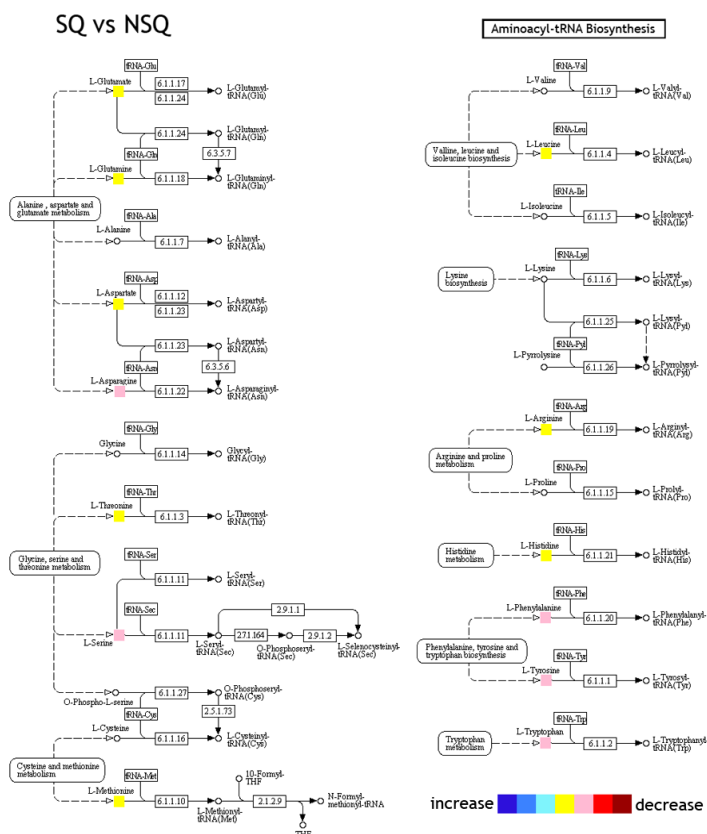 SQ vs NSQ
Aminoacyl-tRNA Biosynthesis
tRNA-Glu
L-Glutamate
6.1.1.17
6.1.1.24
L-Glutamyl-
tRNA(Glu)
6.1.1.24
L-Glutamyl-
tRNA(Gln)
tRNA-Gln
6.3.5.7
L-Glutamine
6.1.1.18
L-Glutaminyl-
tRNA(Gln)
Alanine , aspartate and
glutamate metabolism
tRNA-Ala
L-Alanine
6.1.1.7
L-Alanyl-
tRNA(Ala)
tRNA-Asp
L-Aspartate
6.1.1.12
6.1.1.23
L-Aspartyl-
tRNA(Asp)
6.1.1.23
L-Aspartyl-
tRNA(Asn)
tRNA-Asn
6.3.5.6
L-Asparagine
6.1.1.22
L-Asparaginyl-
tRNA(Asn)
tRNA-Gly
Glycine
6.1.1.14
Glycyl-
tRNA(Gly)
tRNA-Thr
L-Threonine
6.1.1.3
L-Threonyl-
tRNA(Thr)
Glycine, serine and
threonine metabolism
tRNA-Ser
6.1.1.11
L-Seryl-
tRNA(Ser)
tRNA-Sec
L-Serine
6.1.1.11
L-Seryl-
tRNA(Sec)
2.9.1.1
2.7.1.164
O-Phosphoseryl-
tRNA(Sec)
2.9.1.2
L-Selenocysteinyl-
tRNA(Sec)
O-Phospho-L-serine
6.1.1.27
O-Phosphoseryl-
tRNA(Cys)
tRNA-Cys
2.5.1.73
L-Cysteine
6.1.1.16
L-Cysteinyl-
tRNA(Cys)
Cysteine and methionine
metabolism
tRNA-Met
L-Methionine
6.1.1.10
L-Methionyl-
tRNA(Met)
10-Formyl-
THF
2.1.2.9
N-Formyl-
methionyl-tRNA
THF
tRNA-Val
L-Valine
6.1.1.9
L-Valyl-
tRNA(Val)
tRNA-Leu
Valline, leucine and
isoleucine biosynthesis
L-Leucine
6.1.1.4
L-Leucyl-
tRNA(Leu)
tRNA-Ile
L-Isoleucine
6.1.1.5
L-Isoleucyl-
tRNA(Ile)
tRNA-Lys
Lysine
biosynthesis
L-Lysine
6.1.1.6
L-Lysyl-
tRNA(Lys)
6.1.1.25
L-Lysyl-
tRNA(Pyl)
tRNA-Pyl
L-Pyrrolysine
6.1.1.26
L-Pyrrolysyl-
tRNA(Pyl)
tRNA-Arg
L-Arginine
6.1.1.19
L-Arginyl-
tRNA(Arg)
Arginine and proline
metabolism
tRNA-Pro
L-Proline
6.1.1.15
L-Prolyl-
tRNA(Pro)
tRNA-His
Histidine
metabolism
L-Histidine
6.1.1.21
L-Histidyl-
tRNA(His)
tRNA-Phe
L-Phenylalanine
6.1.1.20
L-Phenylalanyl-
tRNA(Phe)
Phenylalanine, tyrosine and
tryptophan biosynthesis
tRNA-Tyr
L-Tyrosine
6.1.1.1
L-Tyrosyl-
tRNA(Tyr)
tRNA-Trp
Tryptophan
metabolism
L-Tryptophan
6.1.1.2
L-Tryptophanyl-
tRNA(Trp)
increase
decrease